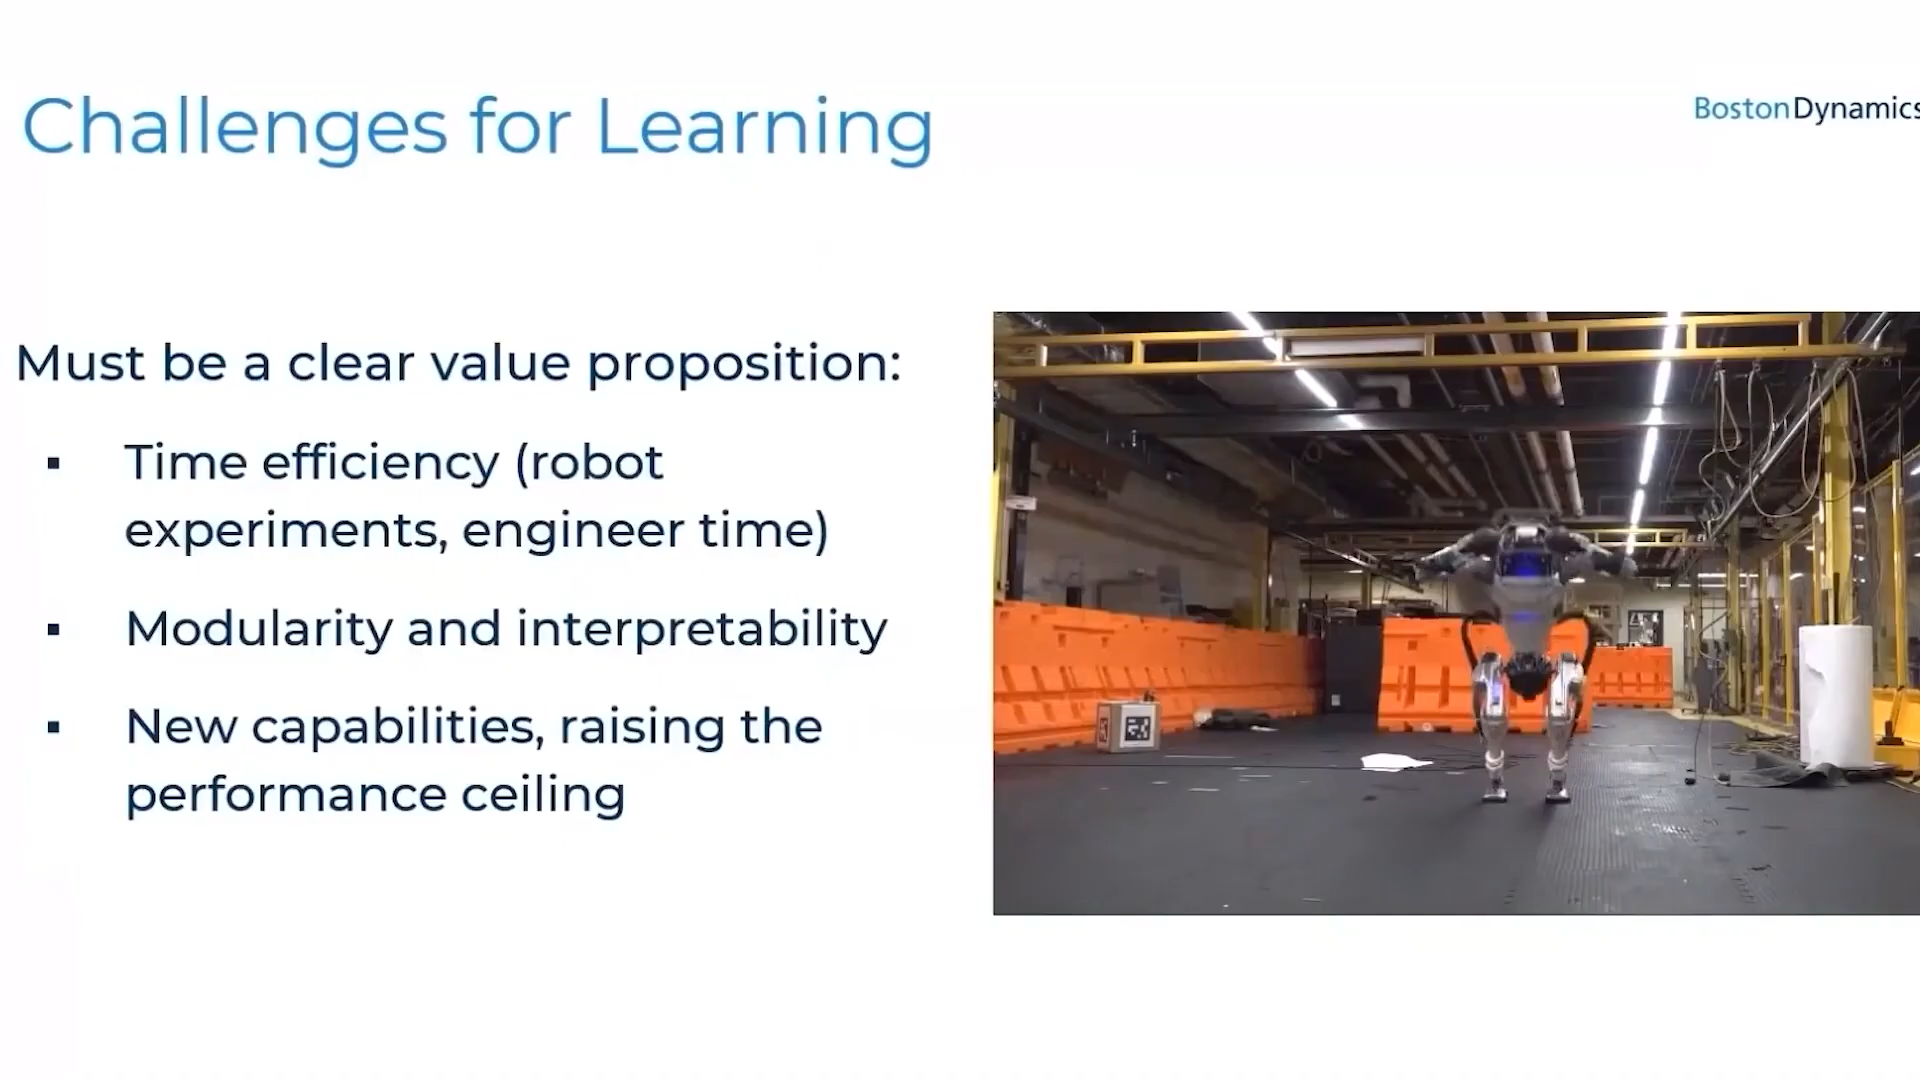 Challenges for Learning
BostonDynamics
Must be a clear value proposition:
▪ Time efficiency (robot
experiments, engineer time)
▪ Modularity and interpretability
▪ New capabilities, raising the
performance ceiling